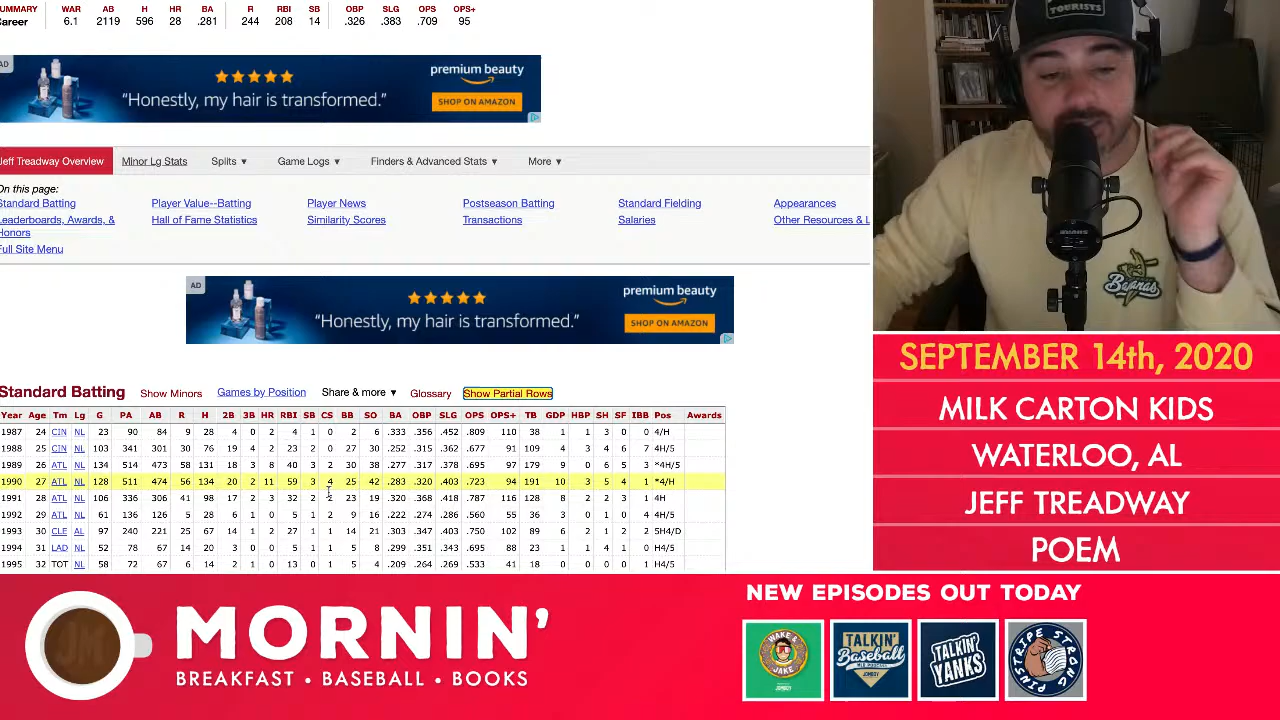 SUMMARY WAR AB H HR BA R RBI SB OBP SLG OPS OPS+
Career 6.1 2119 596 28 .281 244 208 14 .326 .383 .709 95
TOURISTS
AD
"Honestly, my hair is transformed."
premium beauty
SHOP ON AMAZON
Jeff Treadway Overview Minor Lg Stats Splits ▼ Game Logs ▼ Finders & Advanced Stats ▼ More ▼
On this page:
Standard Batting Player Value--Batting Player News Postseason Batting Standard Fielding Appearances
Leaderboards, Awards, & Honors Hall of Fame Statistics Similarity Scores Transactions Salaries Other Resources & L
Full Site Menu
AD
"Honestly, my hair is transformed."
premium beauty
SHOP ON AMAZON
Bananas
Standard Batting Show Minors Games by Position Share & more ▼ Glossary Show Partial Rows
Year Age Tm Lg G PA AB R H 2B 3B HR RBI SB CS BB SO BA OBP SLG OPS OPS+ TB GDP HBP SH SF IBB Pos Awards
1987 24 CIN NL 23 90 84 9 28 4 0 2 4 1 0 2 6 .333 .356 .452 .809 110 38 1 1 3 0 0 4/H
1988 25 CIN NL 103 341 301 30 76 19 4 2 23 2 0 27 30 .252 .315 .362 .677 91 109 4 3 4 6 7 4H/5
1989 26 ATL NL 134 514 473 58 131 18 3 8 40 3 2 30 38 .277 .317 .378 .695 97 179 9 0 6 5 3 *4H/5
1990 27 ATL NL 128 511 474 56 134 20 2 11 59 3 4 25 42 .283 .320 .403 .723 94 191 10 3 5 4 1 *4/H
1991 28 ATL NL 106 336 306 41 98 17 2 3 32 2 2 23 19 .320 .368 .418 .787 116 128 8 2 2 3 1 4H
1992 29 ATL NL 61 136 126 5 28 6 1 0 5 1 2 9 16 .222 .274 .286 .560 55 36 3 0 1 0 4 4H/5
1993 30 CLE AL 97 240 221 25 67 14 1 2 27 1 1 14 21 .303 .347 .403 .750 102 89 6 2 1 2 2 5H4/D
1994 31 LAD NL 52 78 67 14 20 3 0 0 5 1 1 5 8 .299 .351 .343 .695 88 23 1 1 4 1 0 H4/5
1995 32 TOT NL 58 72 67 6 14 2 1 0 13 0 1 5 4 .209 .264 .269 .533 41 18 0 0 0 0 1 H4/5
SEPTEMBER 14th, 2020
MILK CARTON KIDS
WATERLOO, AL
JEFF TREADWAY
POEM
JK
MORNIN'
BREAKFAST • BASEBALL • BOOKS
NEW EPISODES OUT TODAY
WAKE & JAKE
TALKIN' Baseball
JOMBOY
TALKIN' YANKS
PINSTRIPE STRONG